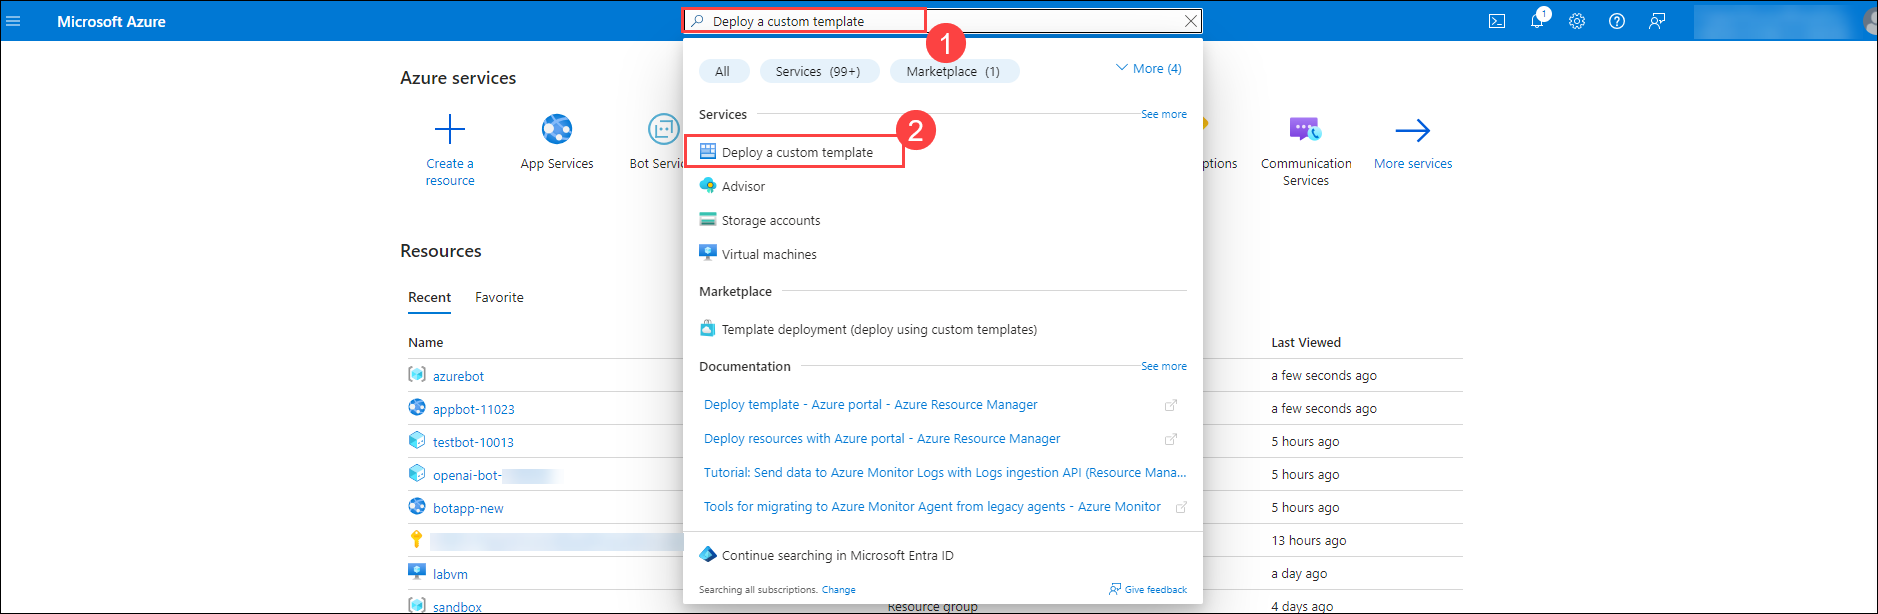 Microsoft Azure
Deploy a custom template
1
1
All
Services (99+)
Marketplace (1)
More (4)
Azure services
Services
See more
2
Create a
resource
App Services
Bot Servic
Deploy a custom template
ptions
Communication
Services
More services
Advisor
Storage accounts
Virtual machines
Resources
Marketplace
Recent
Favorite
Template deployment (deploy using custom templates)
Name
Last Viewed
Documentation
See more
azurebot
a few seconds ago
Deploy template - Azure portal - Azure Resource Manager
appbot-11023
a few seconds ago
Deploy resources with Azure portal - Azure Resource Manager
testbot-10013
5 hours ago
Tutorial: Send data to Azure Monitor Logs with Logs ingestion API (Resource Mana...
openai-bot-
5 hours ago
Tools for migrating to Azure Monitor Agent from legacy agents - Azure Monitor
botapp-new
5 hours ago
13 hours ago
Continue searching in Microsoft Entra ID
labvm
a day ago
Searching all subscriptions. Change
Give feedback
sandbox
Resource group
4 days ago